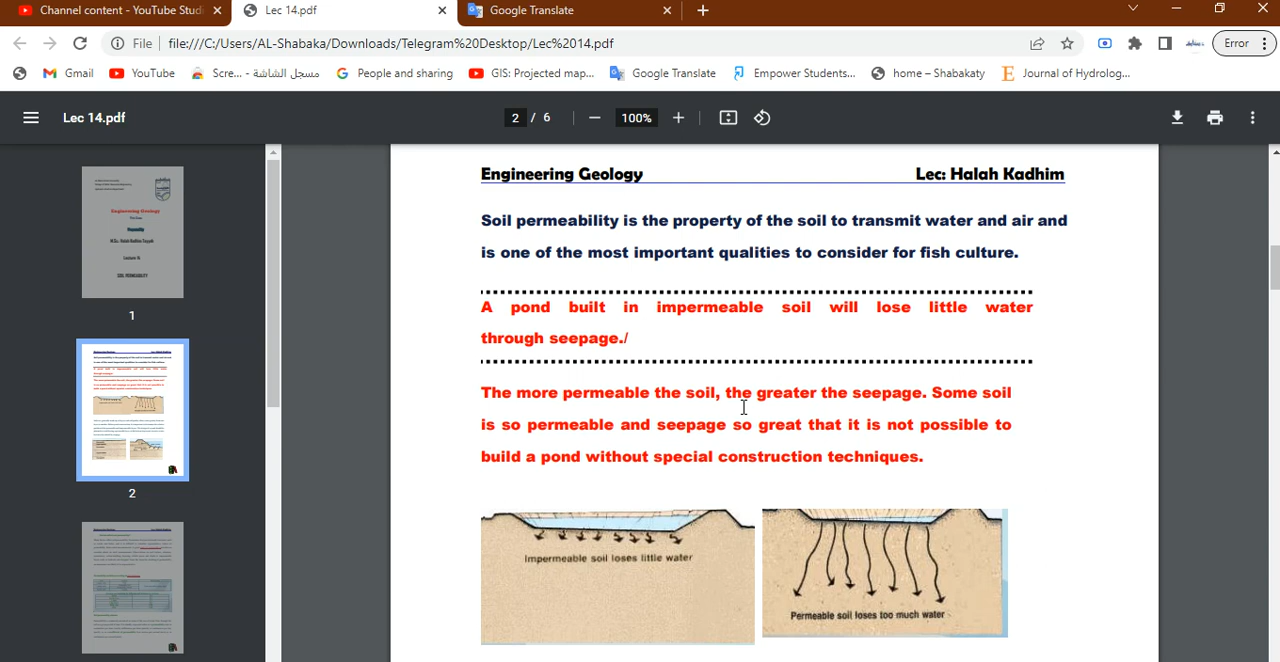 Channel content - YouTube Studi
Lec 14.pdf
Google Translate
File
file:///C:/Users/AL-Shabaka/Downloads/Telegram%20Desktop/Lec%2014.pdf
Error
Gmail
YouTube
Scre... - مسجل الشاشة
People and sharing
GIS: Projected map...
Google Translate
Empower Students...
home – Shabakaty
Journal of Hydrolog...
Lec 14.pdf
2 / 6
100%
Engineering Geology
Lec: Halah Kadhim
Soil permeability is the property of the soil to transmit water and air and
is one of the most important qualities to consider for fish culture.
A pond built in impermeable soil will lose little water
through seepage./
The more permeable the soil, the greater the seepage. Some soil
is so permeable and seepage so great that it is not possible to
build a pond without special construction techniques.
Impermeable soil loses little water
Permeable soil loses too much water
Engineering Geology
1
2